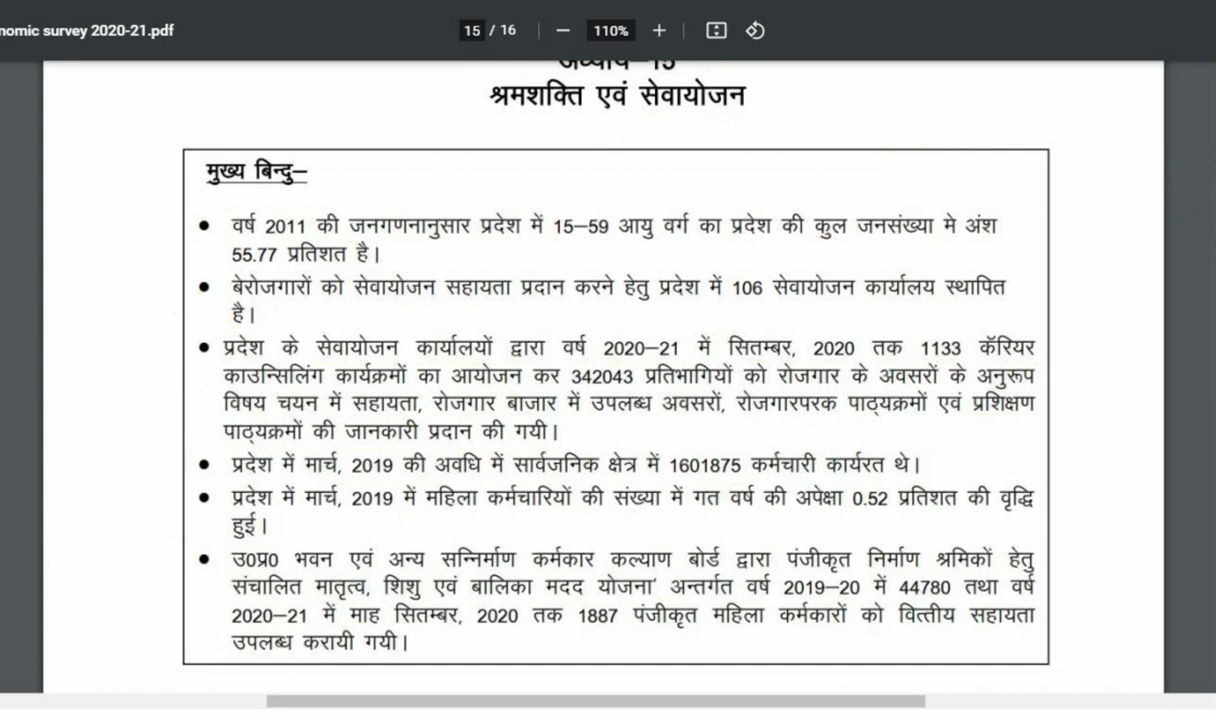 nomic survey 2020-21.pdf
15 / 16
110%
श्रमशक्ति एवं सेवायोजन
मुख्य बिन्दु–
• वर्ष 2011 की जनगणनानुसार प्रदेश में 15–59 आयु वर्ग का प्रदेश की कुल जनसंख्या मे अंश
55.77 प्रतिशत है।
• बेरोजगारों को सेवायोजन सहायता प्रदान करने हेतु प्रदेश में 106 सेवायोजन कार्यालय स्थापित
है।
• प्रदेश के सेवायोजन कार्यालयों द्वारा वर्ष 2020–21 में सितम्बर, 2020 तक 1133 कॅरियर
काउन्सिलिंग कार्यक्रमों का आयोजन कर 342043 प्रतिभागियों को रोजगार के अवसरों के अनुरूप
विषय चयन में सहायता, रोजगार बाजार में उपलब्ध अवसरों, रोजगारपरक पाठ्यक्रमों एवं प्रशिक्षण
पाठ्यक्रमों की जानकारी प्रदान की गयी।
• प्रदेश में मार्च, 2019 की अवधि में सार्वजनिक क्षेत्र में 1601875 कर्मचारी कार्यरत थे।
• प्रदेश में मार्च, 2019 में महिला कर्मचारियों की संख्या में गत वर्ष की अपेक्षा 0.52 प्रतिशत की वृद्धि
हुई।
• उ0प्र0 भवन एवं अन्य सन्निर्माण कर्मकार कल्याण बोर्ड द्वारा पंजीकृत निर्माण श्रमिकों हेतु
संचालित मातृत्व, शिशु एवं बालिका मदद योजना’ अन्तर्गत वर्ष 2019–20 में 44780 तथा वर्ष
2020–21 में माह सितम्बर, 2020 तक 1887 पंजीकृत महिला कर्मकारों को वित्तीय सहायता
उपलब्ध करायी गयी।